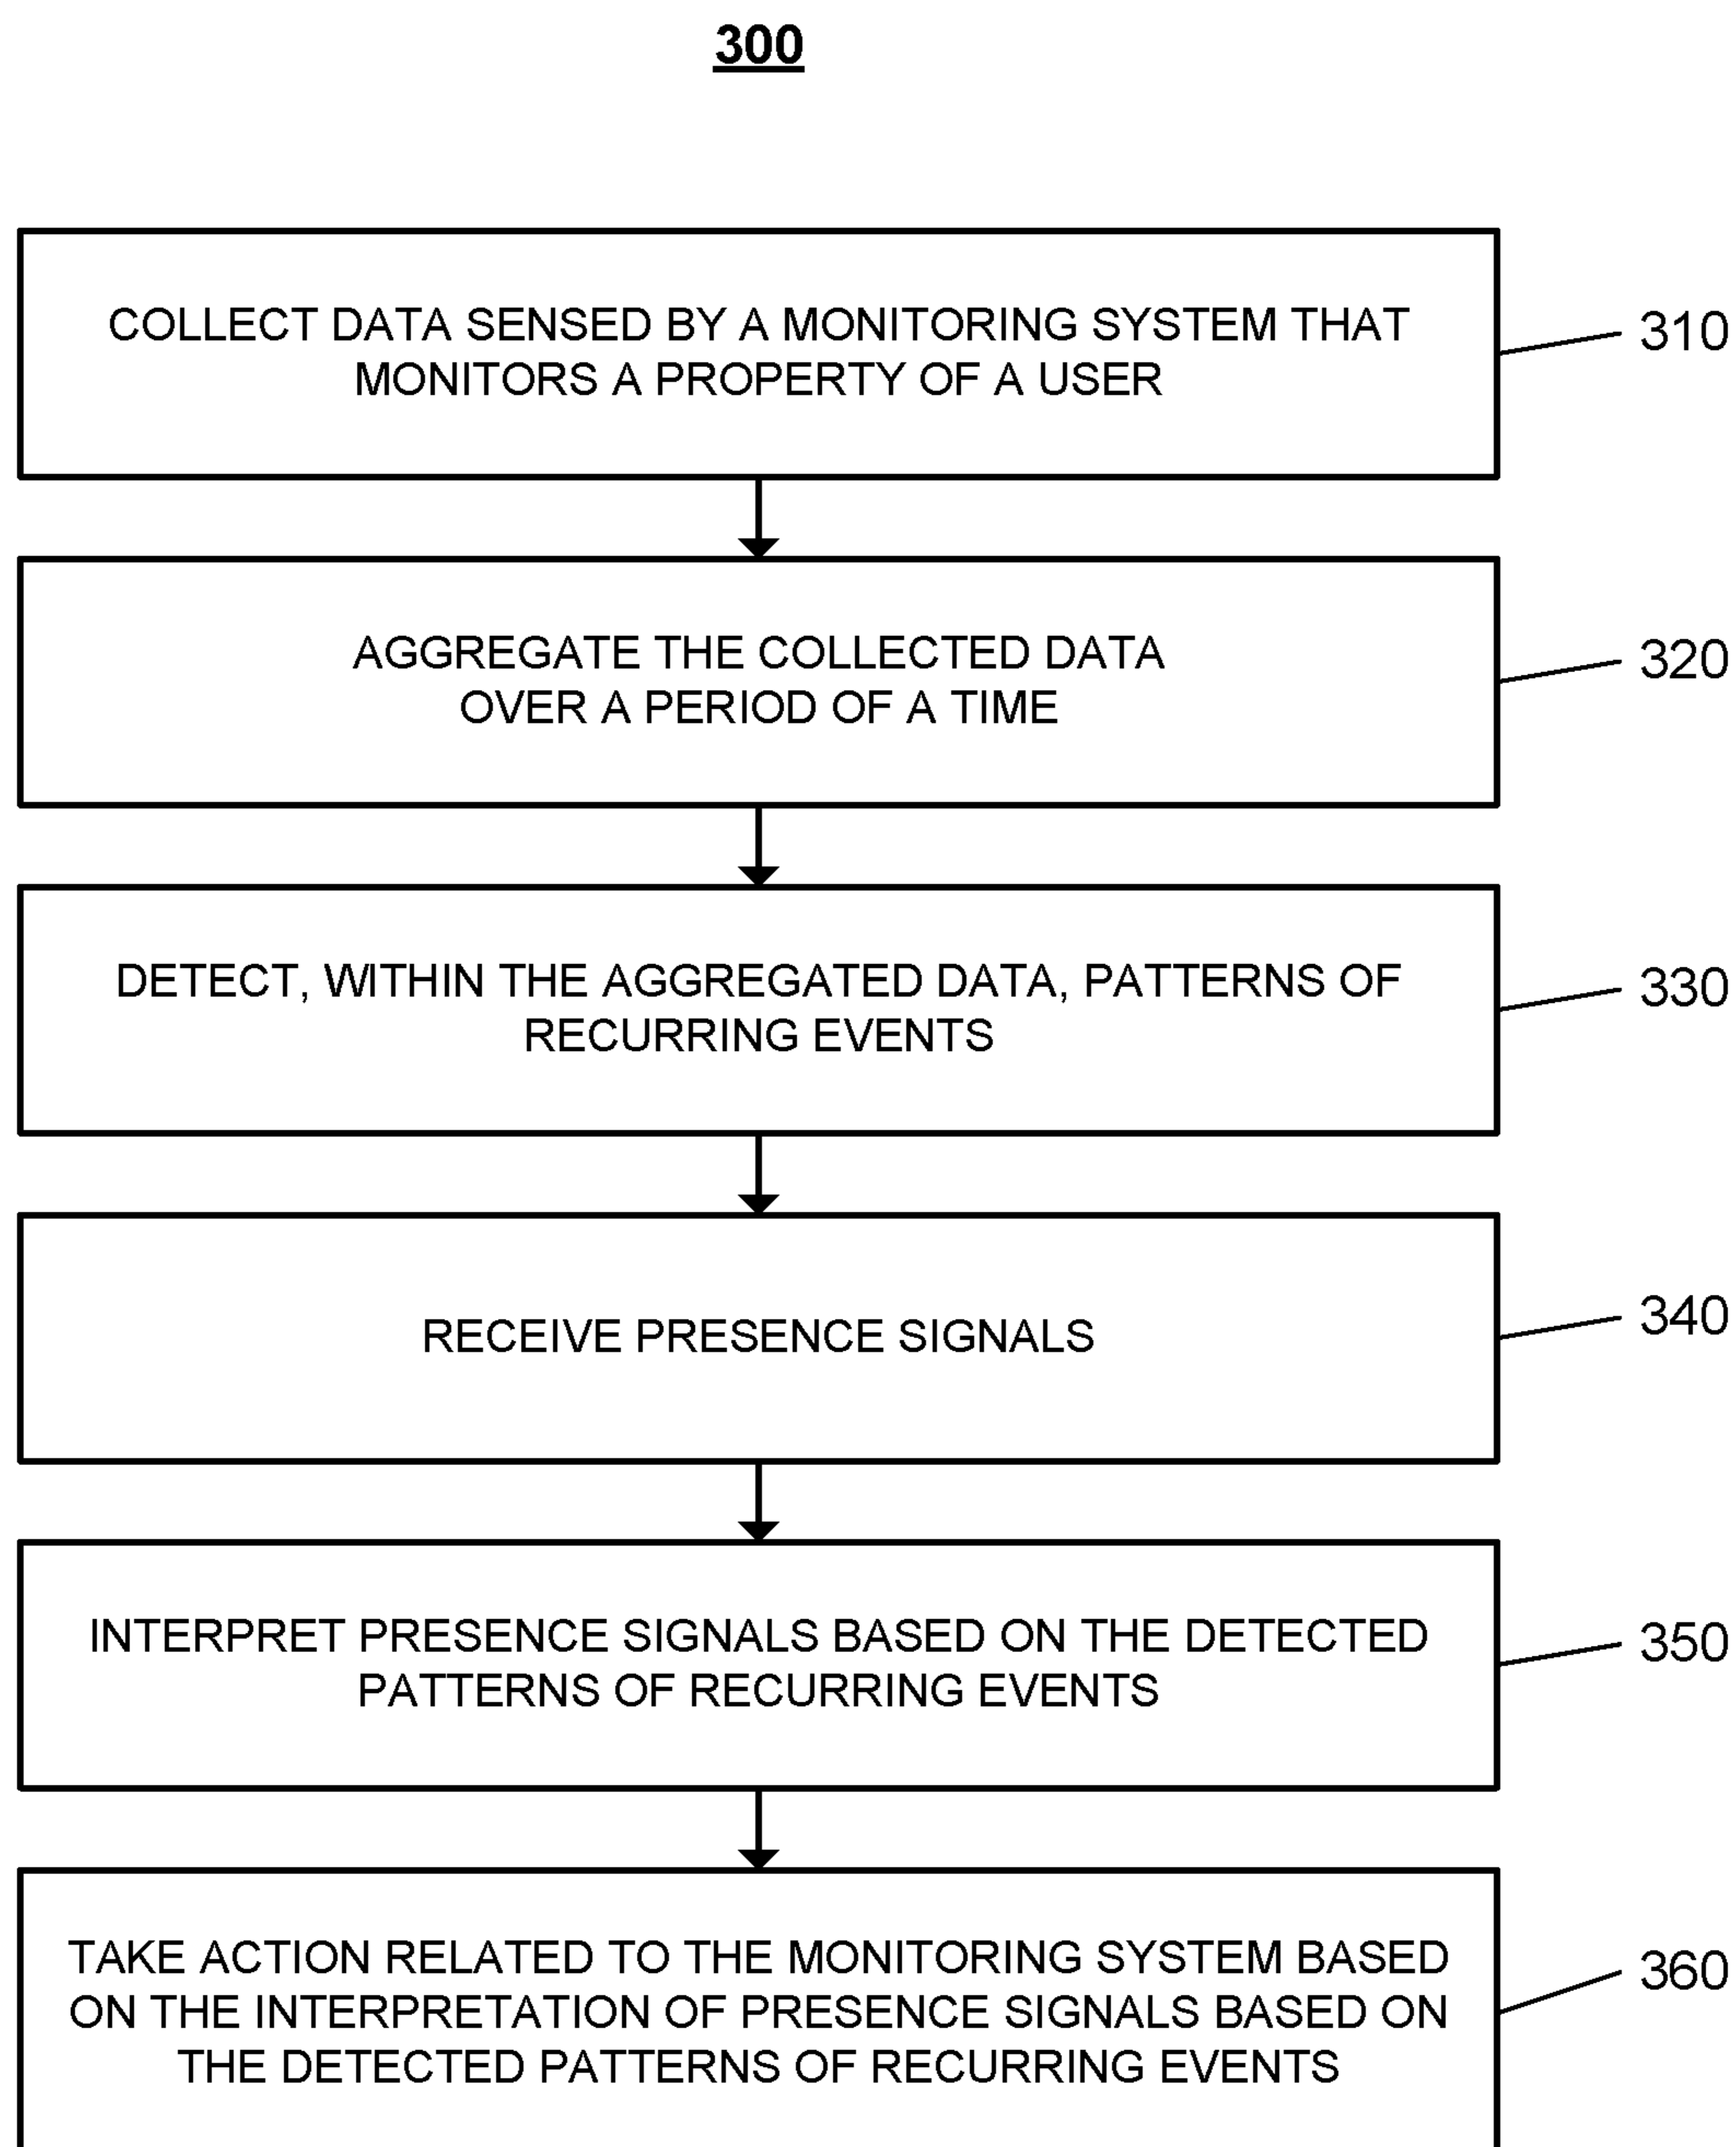 300
COLLECT DATA SENSED BY A MONITORING SYSTEM THAT
MONITORS A PROPERTY OF A USER
310
AGGREGATE THE COLLECTED DATA
OVER A PERIOD OF A TIME
320
DETECT, WITHIN THE AGGREGATED DATA, PATTERNS OF
RECURRING EVENTS
330
RECEIVE PRESENCE SIGNALS
340
INTERPRET PRESENCE SIGNALS BASED ON THE DETECTED
PATTERNS OF RECURRING EVENTS
350
TAKE ACTION RELATED TO THE MONITORING SYSTEM BASED
ON THE INTERPRETATION OF PRESENCE SIGNALS BASED ON
THE DETECTED PATTERNS OF RECURRING EVENTS
360